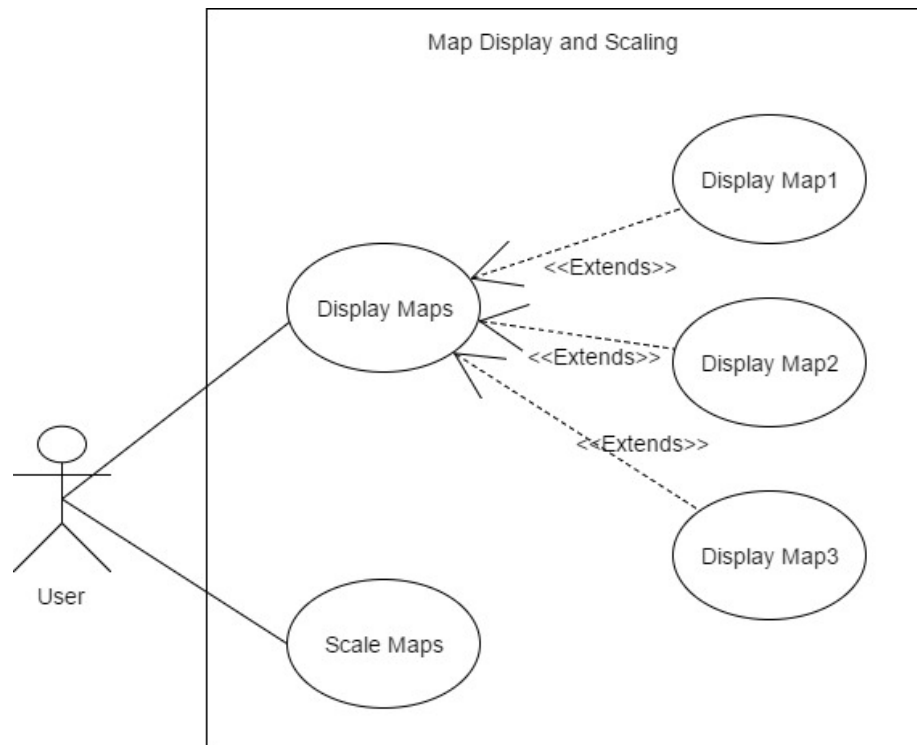 Map Display and Scaling
Display Map1
<<Extends>>
Display Maps
<<Extends>>
Display Map2
<<Extends>>
Display Map3
User
Scale Maps